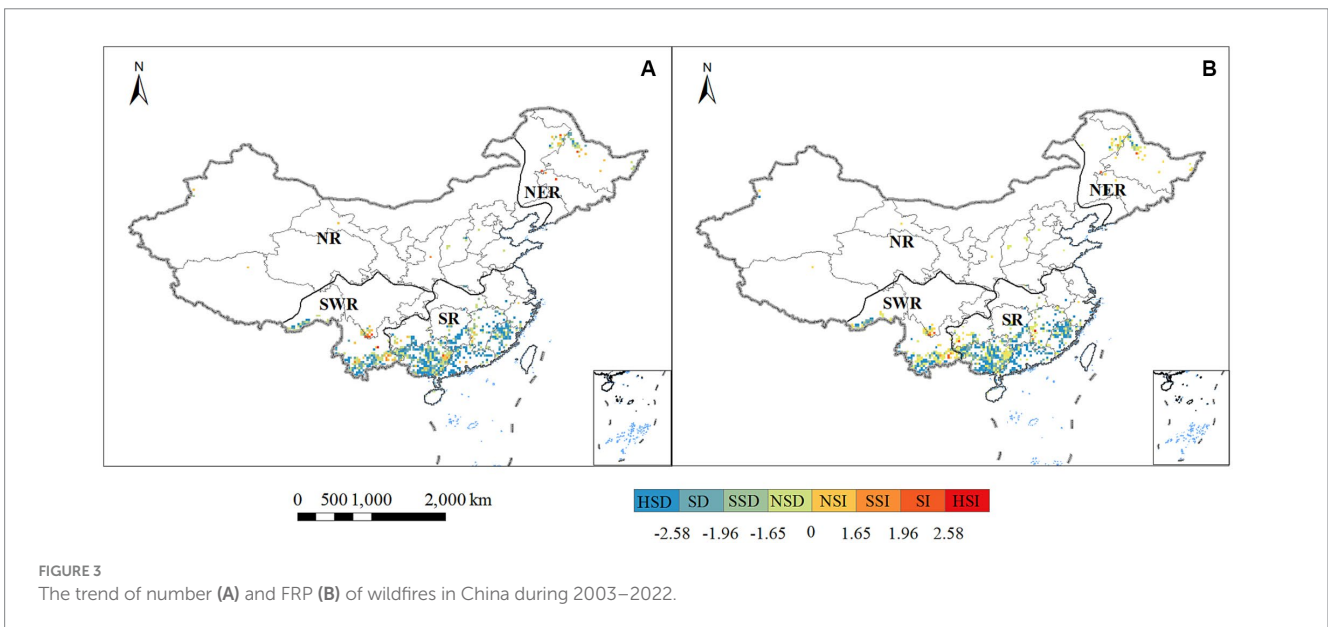 N
A
NER
NR
SWR
SR
N
B
NER
NR
SWR
SR
0 500 1,000 2,000 km
HSD SD SSD NSD NSI SSI SI HSI
-2.58 -1.96 -1.65 0 1.65 1.96 2.58
FIGURE 3
The trend of number (A) and FRP (B) of wildfires in China during 2003–2022.